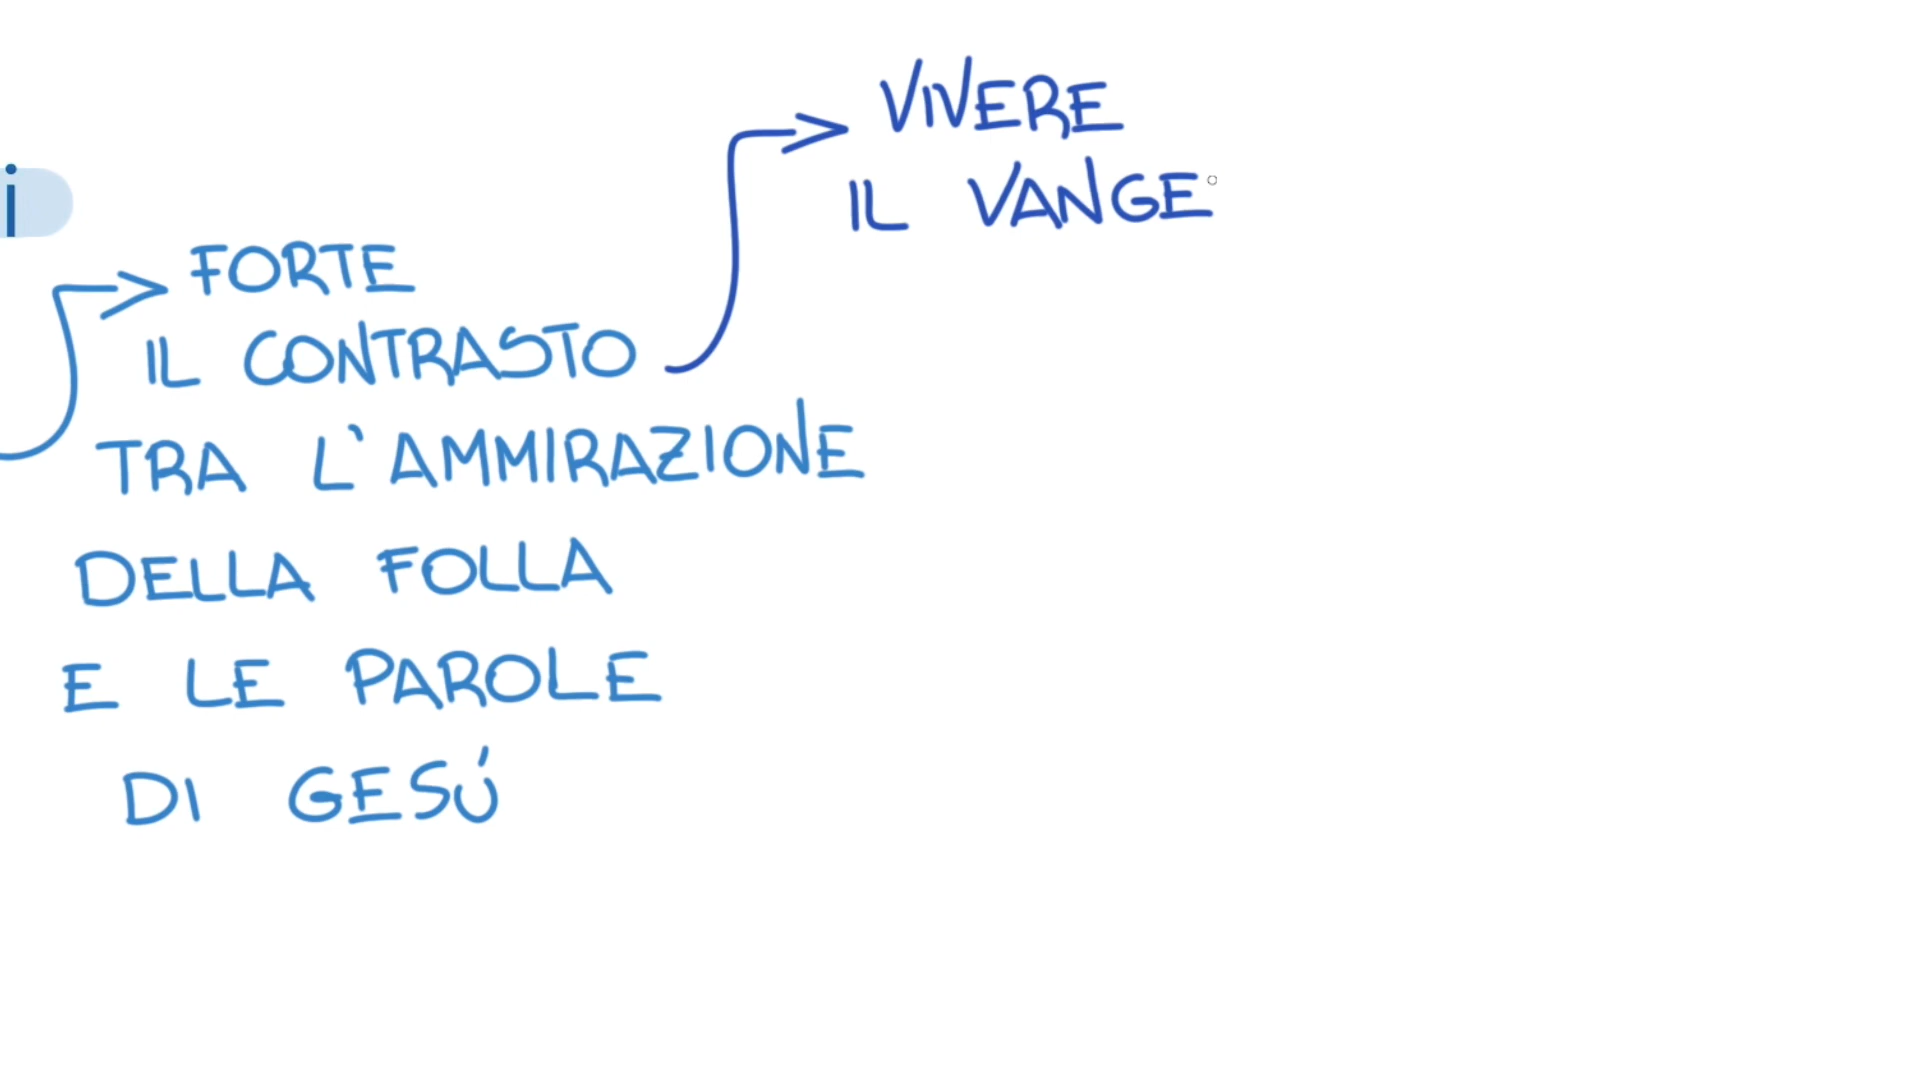 i
FORTE
IL CONTRASTO
TRA L'AMMIRAZIONE
DELLA FOLLA
E LE PAROLE
DI GESÚ
VIVERE
IL VANGE